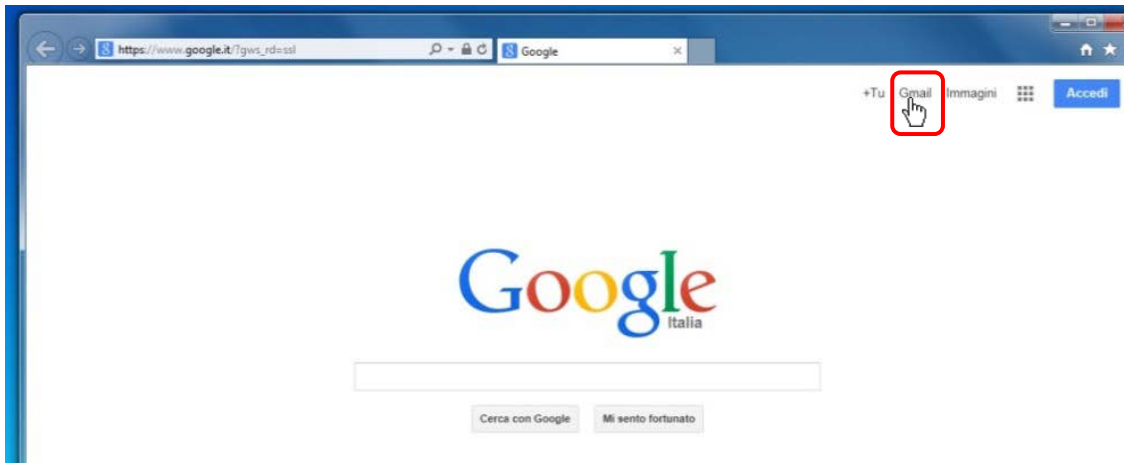 https://www.google.it/?gws_rd=ssl Google
+Tu Gmail Immagini Accedi
Google
Italia
Cerca con Google Mi sento fortunato